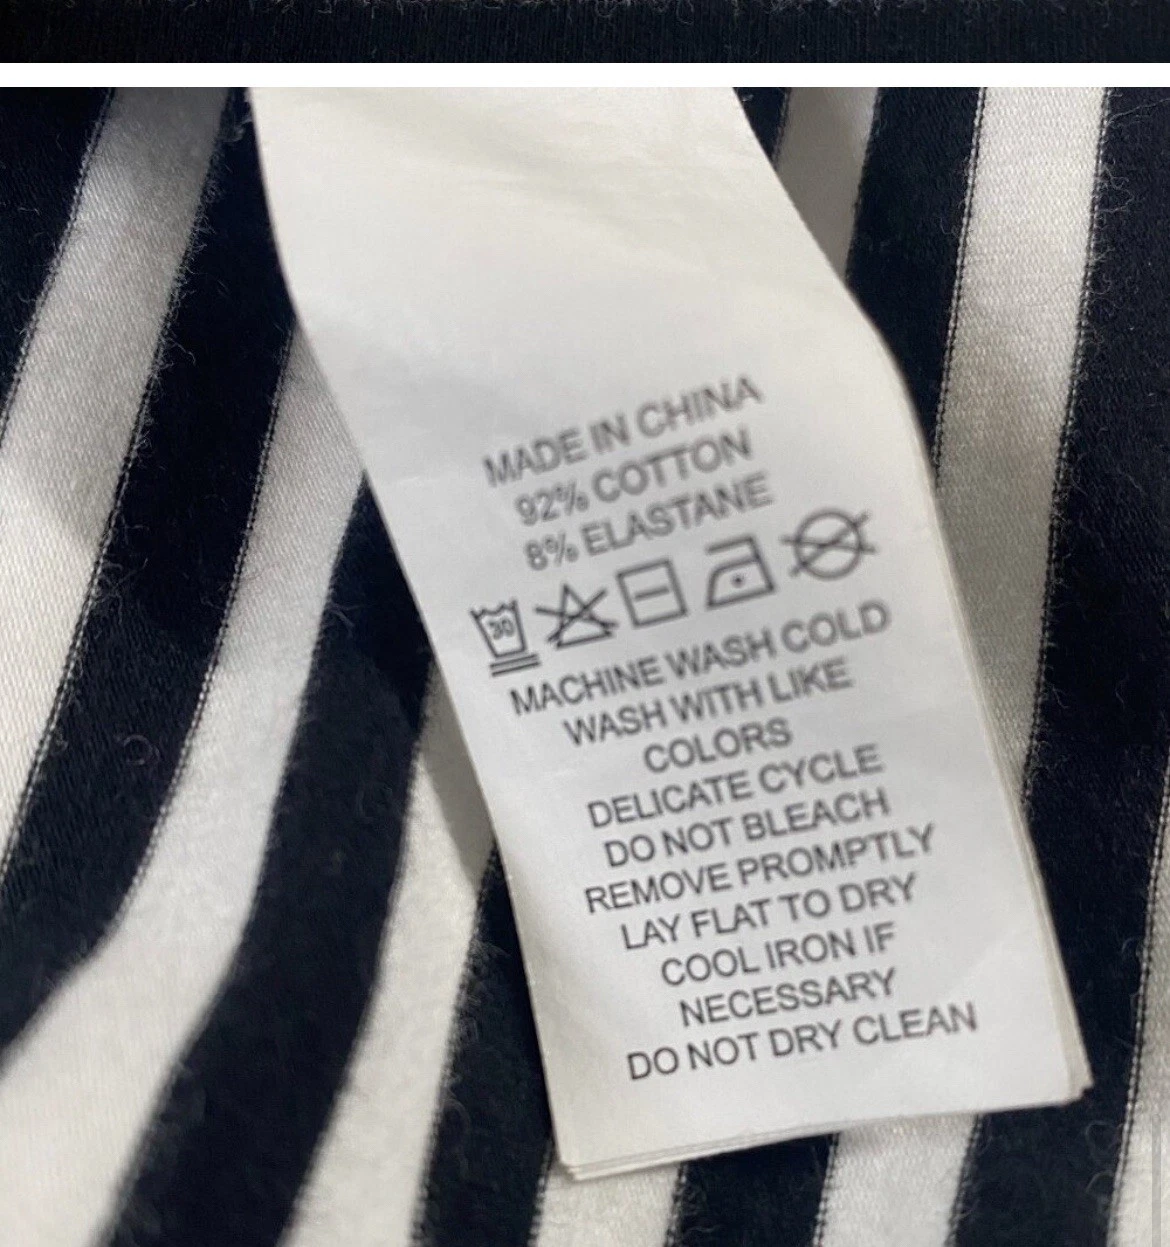 MADE IN CHINA
92% COTTON
8% ELASTANE
30
MACHINE WASH COLD
WASH WITH LIKE
COLORS
DELICATE CYCLE
DO NOT BLEACH
REMOVE PROMPTLY
LAY FLAT TO DRY
COOL IRON IF
NECESSARY
DO NOT DRY CLEAN